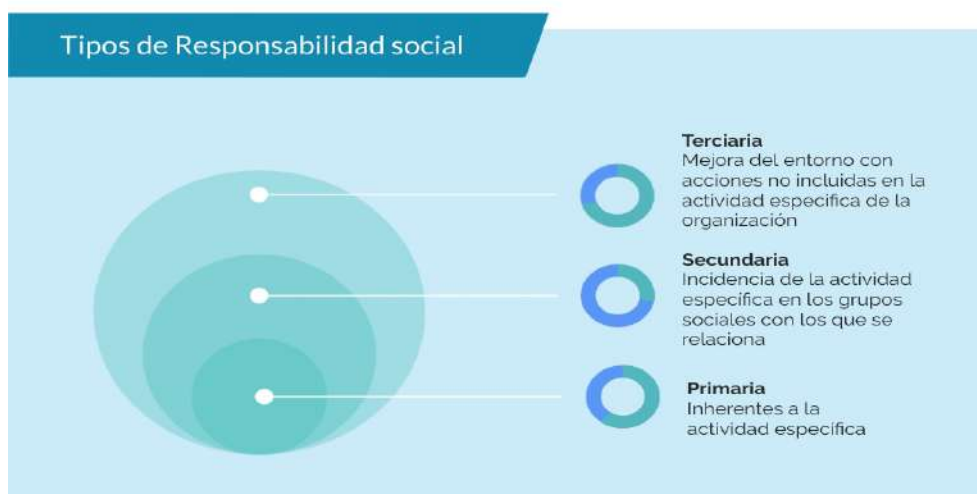 Tipos de Responsabilidad social
Terciaria
Mejora del entorno con
acciones no incluidas en la
actividad especifica de la
organización
Secundaria
Incidencia de la actividad
específica en los grupos
sociales con los que se
relaciona
Primaria
Inherentes a la
actividad específica